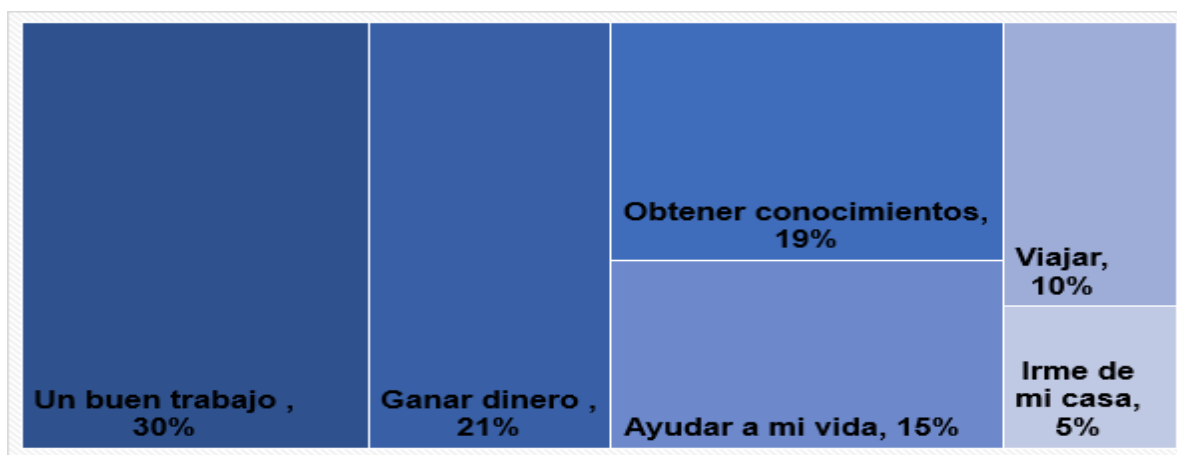 Un buen trabajo ,
30%
Ganar dinero ,
21%
Obtener conocimientos,
19%
Ayudar a mi vida, 15%
Viajar,
10%
Irme de
mi casa,
5%